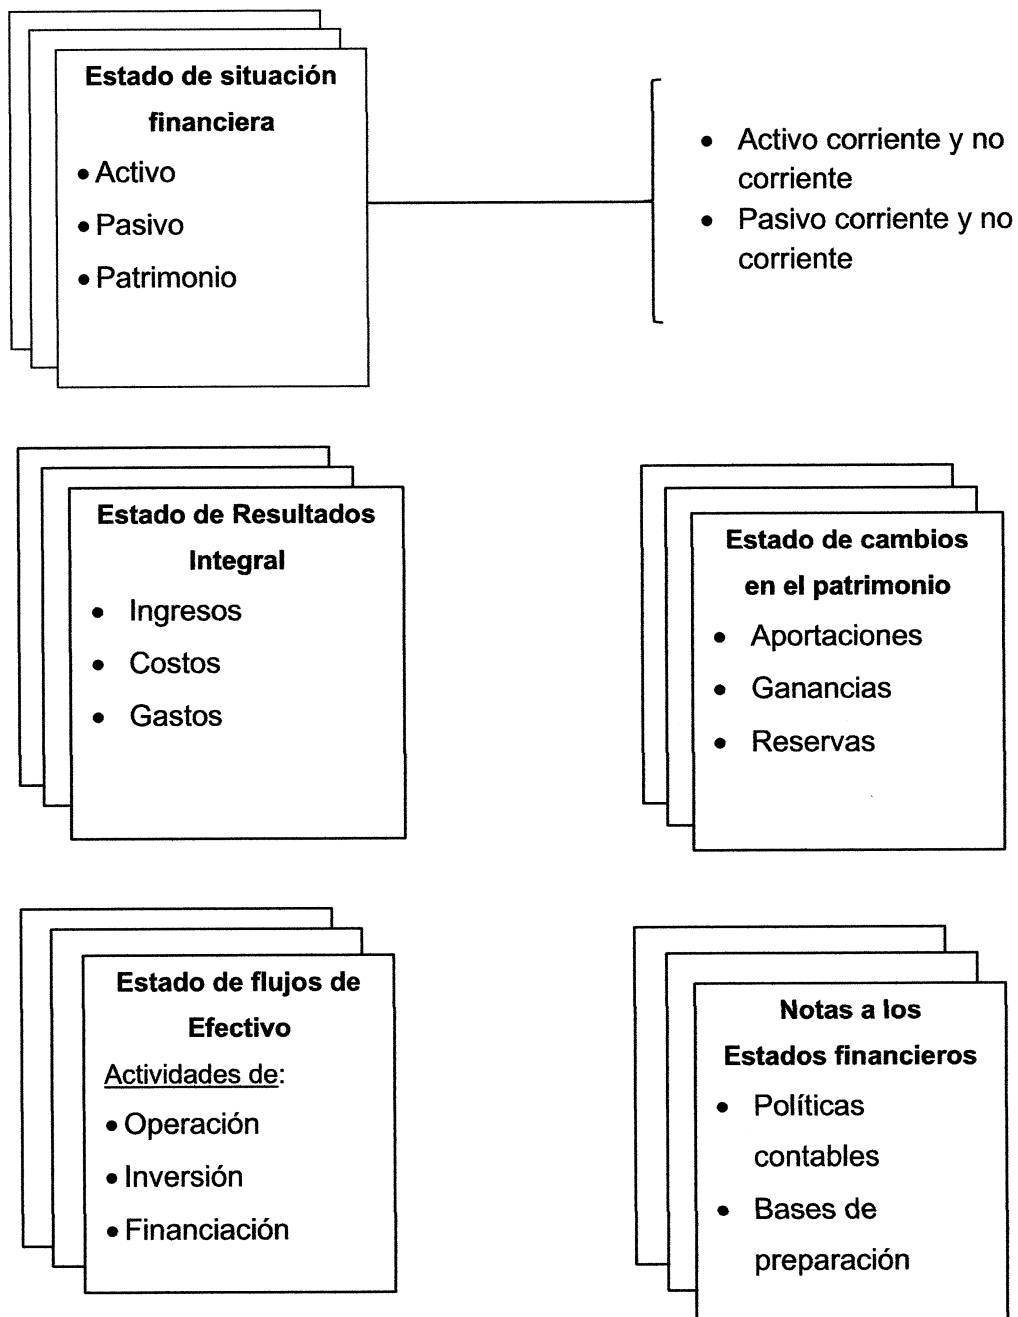 Estado de situación
financiera
• Activo
• Pasivo
• Patrimonio
• Activo corriente y no
corriente
• Pasivo corriente y no
corriente
Estado de Resultados
Integral
• Ingresos
• Costos
• Gastos
Estado de cambios
en el patrimonio
• Aportaciones
• Ganancias
• Reservas
Estado de flujos de
Efectivo
Actividades de:
• Operación
• Inversión
• Financiación
Notas a los
Estados financieros
• Políticas
contables
• Bases de
preparación